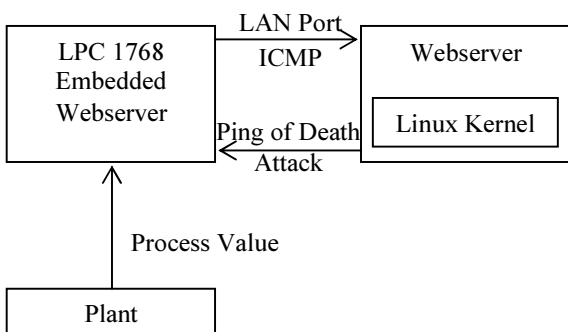 LPC 1768
Embedded
Webserver
LAN Port
ICMP
Webserver
Linux Kernel
Ping of Death
Attack
Process Value
Plant